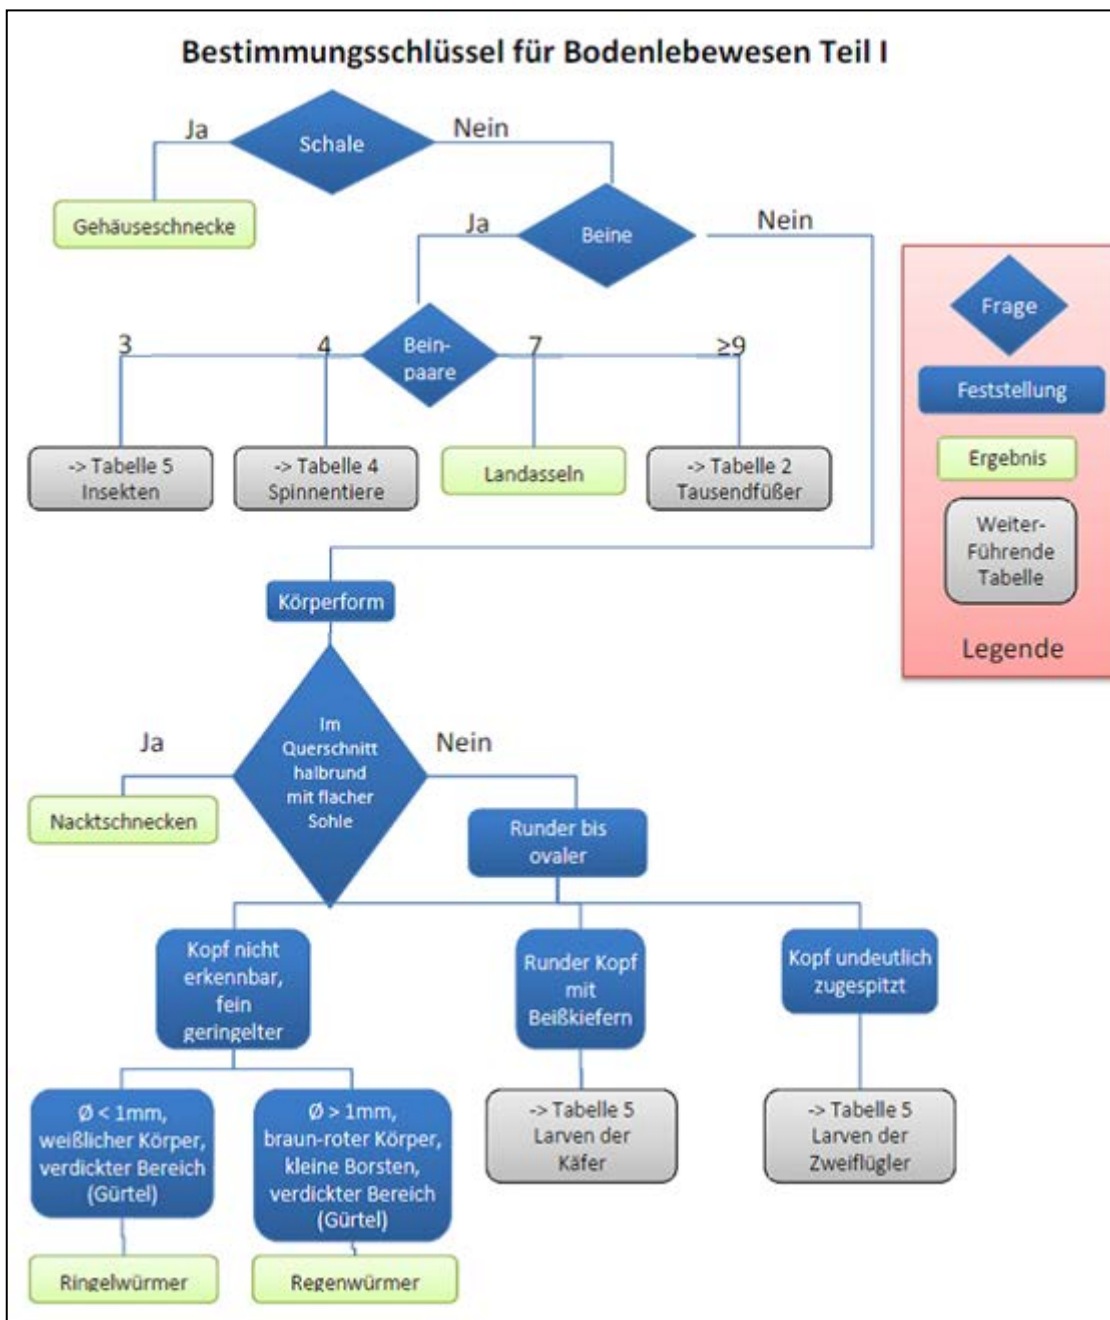 Bestimmungsschlüssel für Bodenlebewesen Teil I
Ja
Schale
Nein
Gehäuseschnecke
Ja
Beine
Nein
3
4
Bein-
paare
7
≥9
-> Tabelle 5
Insekten
-> Tabelle 4
Spinnentiere
Landasseln
-> Tabelle 2
Tausendfüßer
Frage
Feststellung
Ergebnis
Weiter-
Führende
Tabelle
Legende
Körperform
Ja
Im
Querschnitt
halbrund
mit flacher
Sohle
Nein
Nacktschnecken
Runder bis
ovaler
Kopf nicht
erkennbar,
fein
geringelter
Runder Kopf
mit
Beißkiefern
Kopf undeutlich
zugespitzt
Ø < 1mm,
weißlicher Körper,
verdickter Bereich
(Gürtel)
Ø > 1mm,
braun-roter Körper,
kleine Borsten,
verdickter Bereich
(Gürtel)
-> Tabelle 5
Larven der
Käfer
-> Tabelle 5
Larven der
Zweiflügler
Ringelwürmer
Regenwürmer